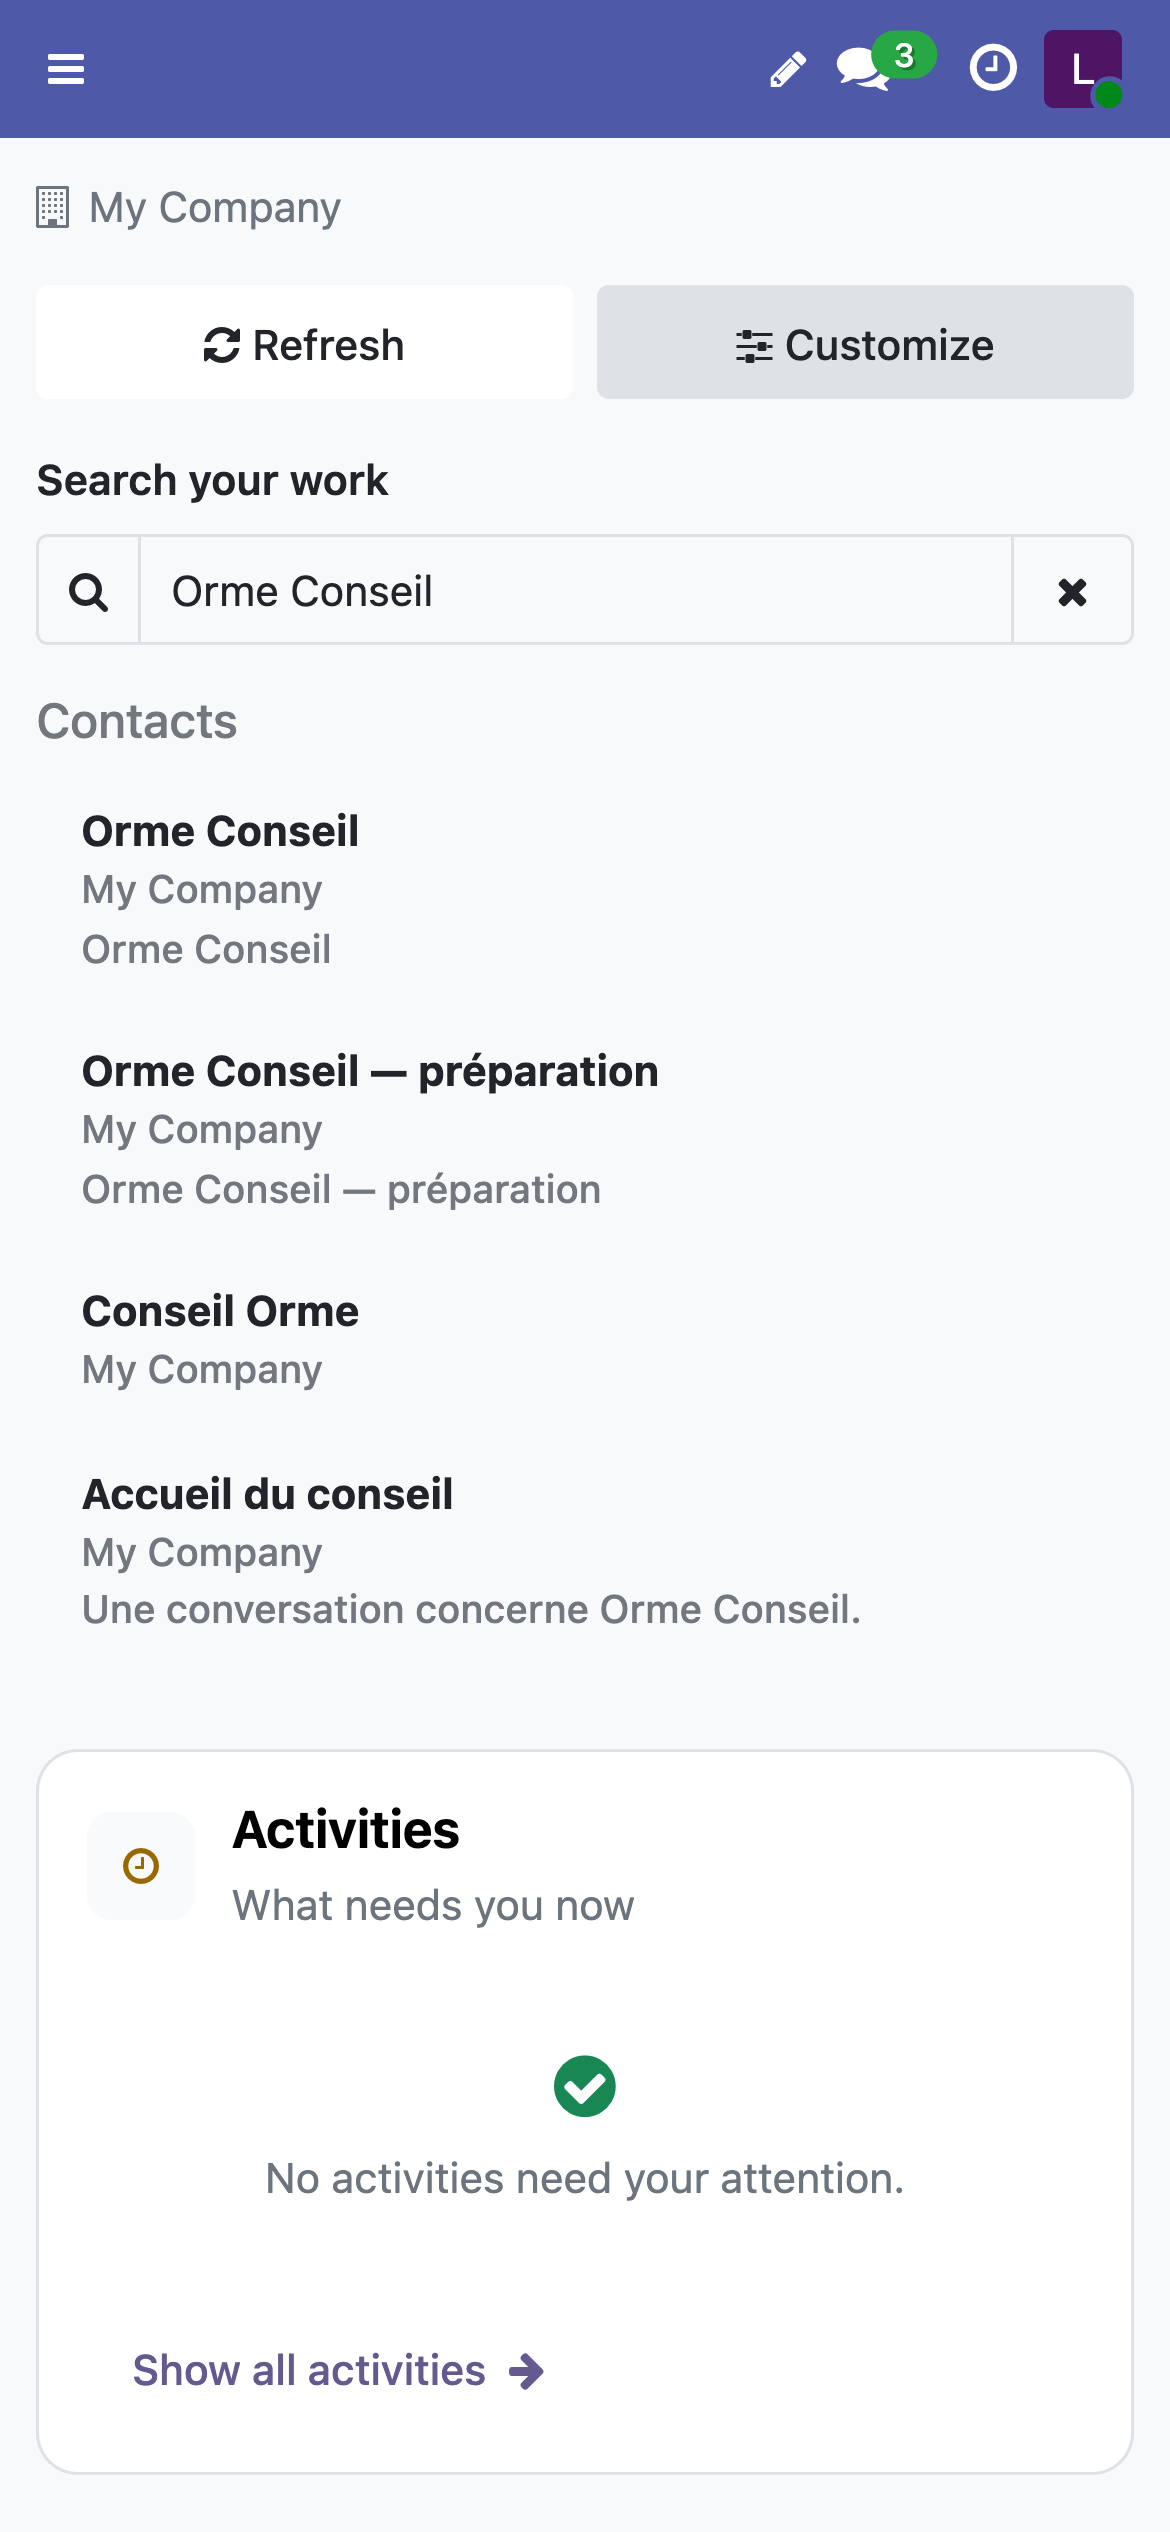 3
L
My Company
Refresh
Customize
Search your work
Orme Conseil
Contacts
Orme Conseil
My Company
Orme Conseil
Orme Conseil — préparation
My Company
Orme Conseil — préparation
Conseil Orme
My Company
Accueil du conseil
My Company
Une conversation concerne Orme Conseil.
Activities
What needs you now
No activities need your attention.
Show all activities